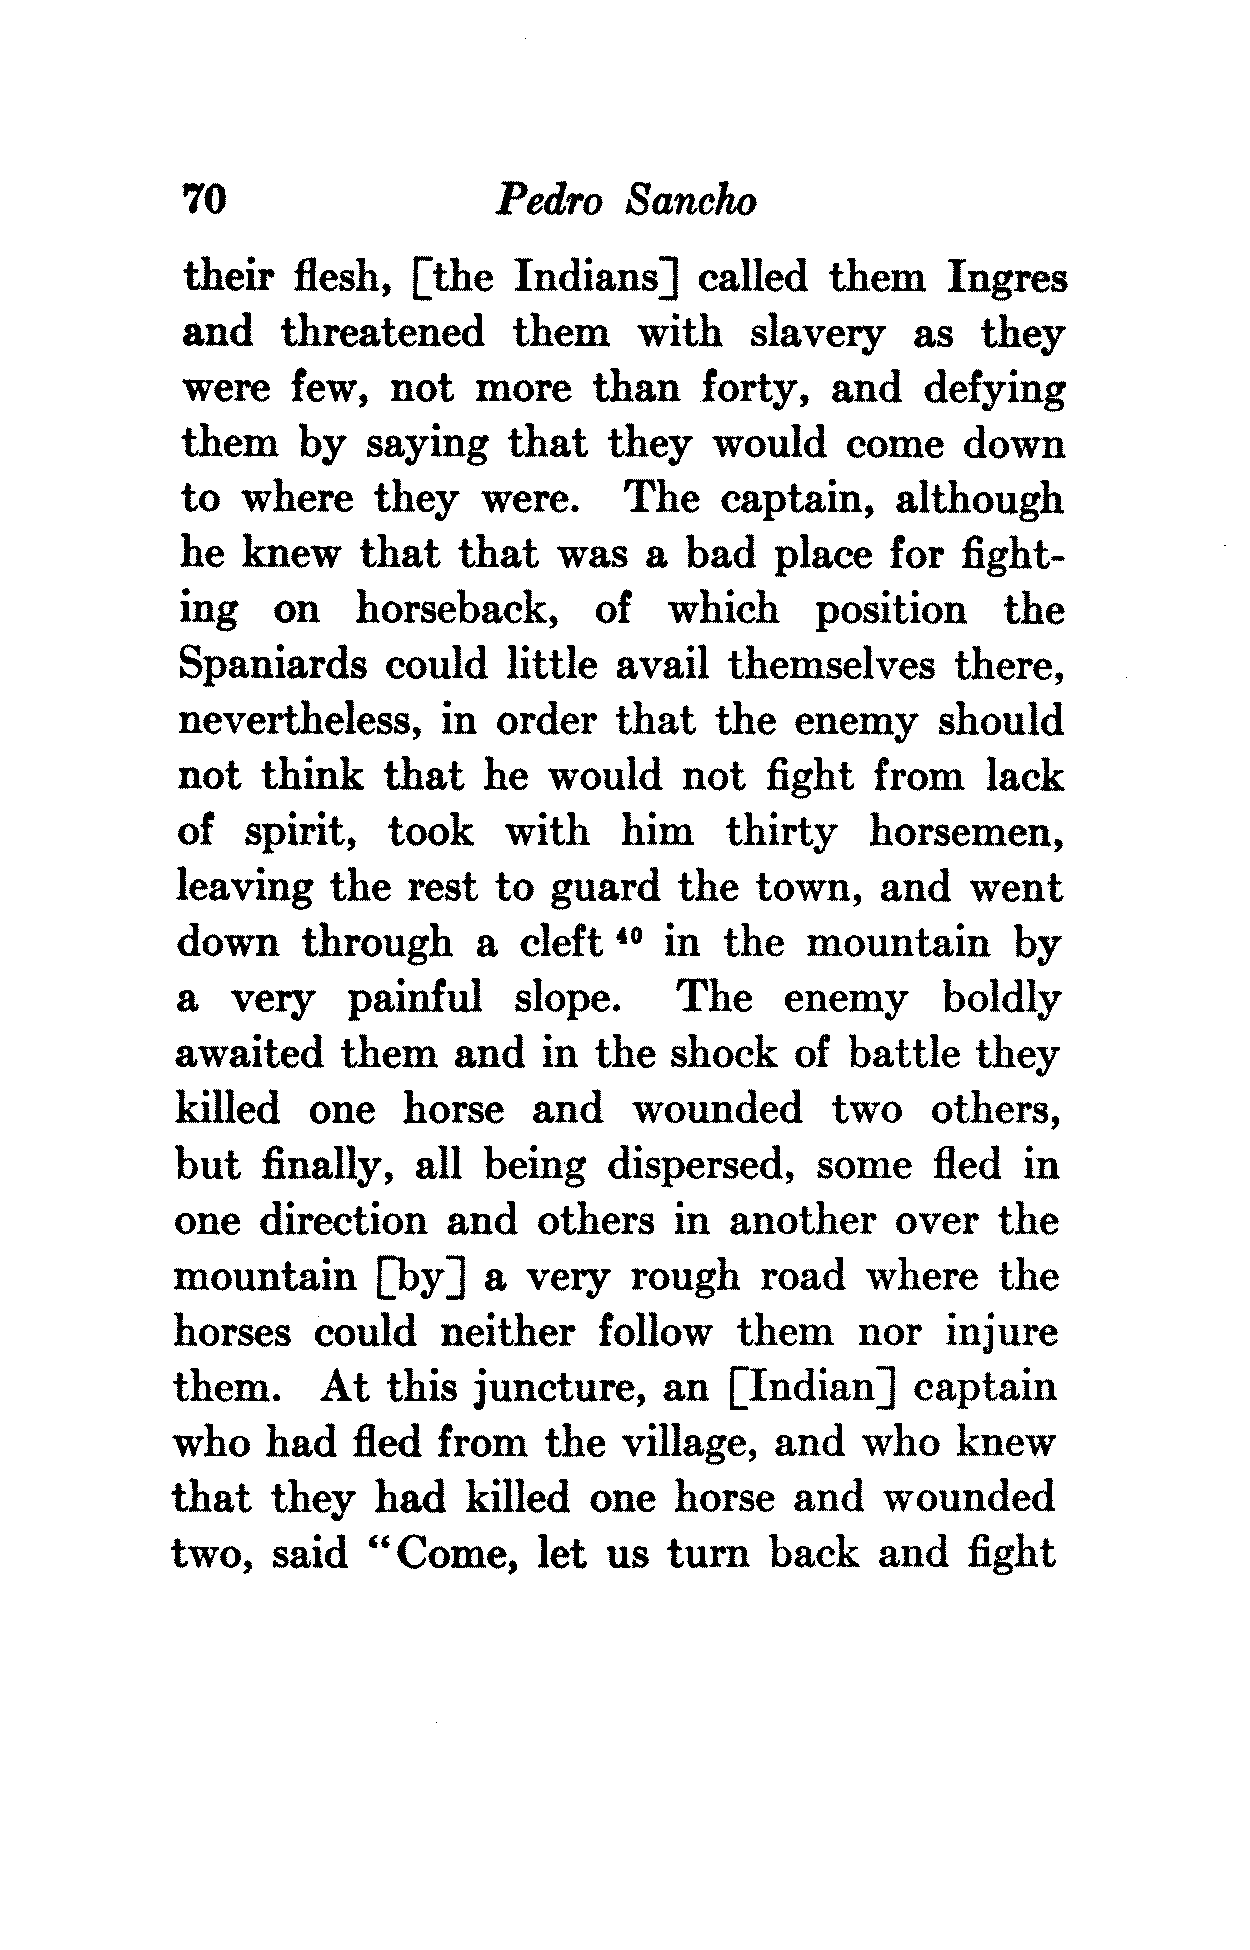 70 Pedro Sancho
their flesh, [the Indians] called them Ingres
and threatened them with slavery as they
were few, not more than forty, and defying
them by saying that they would come down
to where they were. The captain, although
he knew that that was a bad place for fight-
ing on horseback, of which position the
Spaniards could little avail themselves there,
nevertheless, in order that the enemy should
not think that he would not fight from lack
of spirit, took with him thirty horsemen,
leaving the rest to guard the town, and went
down through a cleft ⁴⁰ in the mountain by
a very painful slope. The enemy boldly
awaited them and in the shock of battle they
killed one horse and wounded two others,
but finally, all being dispersed, some fled in
one direction and others in another over the
mountain [by] a very rough road where the
horses could neither follow them nor injure
them. At this juncture, an [Indian] captain
who had fled from the village, and who knew
that they had killed one horse and wounded
two, said “Come, let us turn back and fight